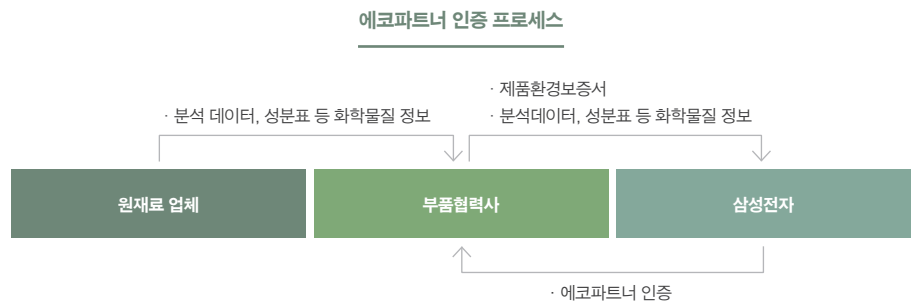 에코파트너 인증 프로세스
· 제품환경보증서
· 분석 데이터, 성분표 등 화학물질 정보
· 분석데이터, 성분표 등 화학물질 정보
원재료 업체
부품협력사
삼성전자
· 에코파트너 인증